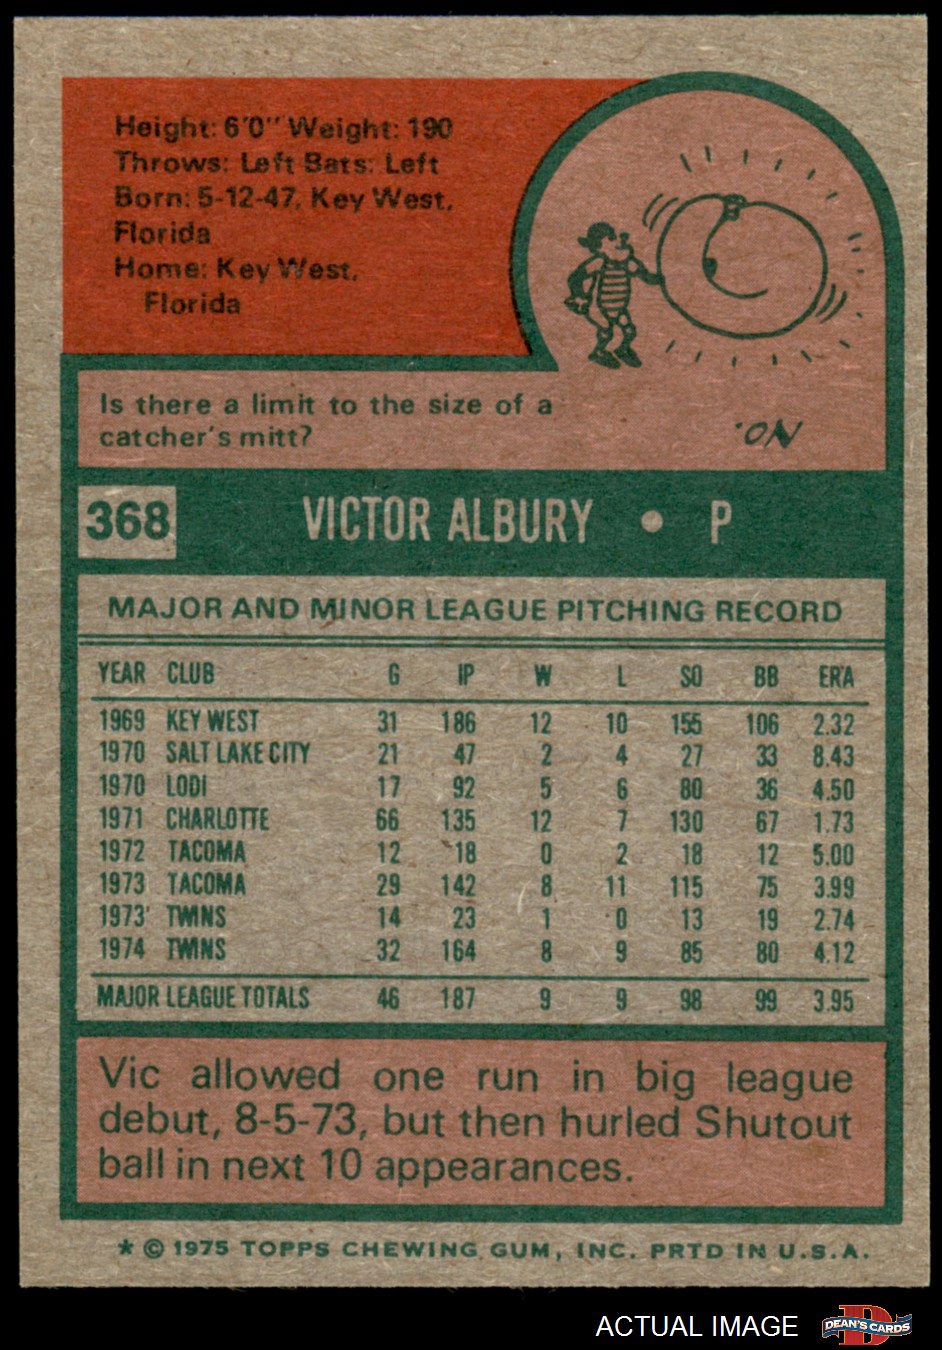 Height: 6'0" Weight: 190
Throws: Left Bats: Left
Born: 5-12-47, Key West,
Florida
Home: Key West,
Florida
Is there a limit to the size of a
catcher's mitt?
NO.
368 VICTOR ALBURY • P
MAJOR AND MINOR LEAGUE PITCHING RECORD
YEAR CLUB G IP W L SO BB ERA
1969 KEY WEST 31 186 12 10 155 106 2.32
1970 SALT LAKE CITY 21 47 2 4 27 33 8.43
1970 LODI 17 92 5 6 80 36 4.50
1971 CHARLOTTE 66 135 12 7 130 67 1.73
1972 TACOMA 12 18 0 2 18 12 5.00
1973 TACOMA 29 142 8 11 115 75 3.99
1973 TWINS 14 23 1 0 13 19 2.74
1974 TWINS 32 164 8 9 85 80 4.12
MAJOR LEAGUE TOTALS 46 187 9 9 98 99 3.95
Vic allowed one run in big league
debut, 8-5-73, but then hurled Shutout
ball in next 10 appearances.
* © 1975 TOPPS CHEWING GUM, INC. PRTD IN U.S.A.
ACTUAL IMAGE DEAN'S CARDS